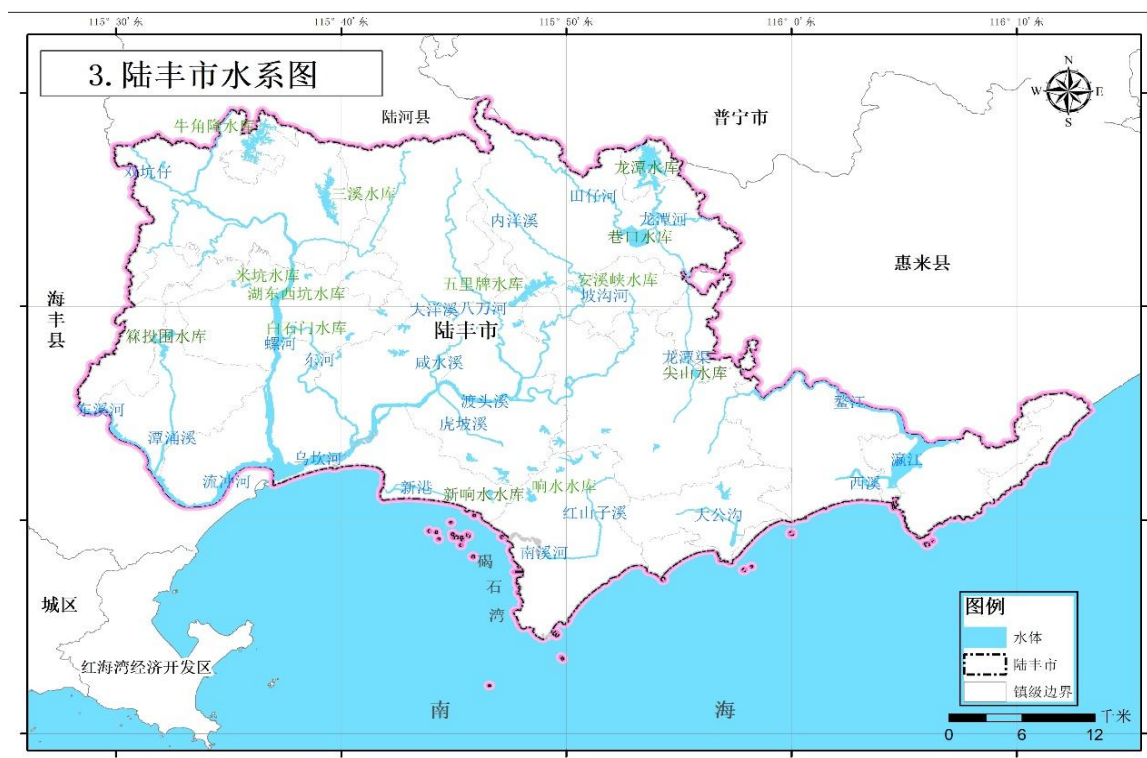 115°30′东
115°40′东
115°50′东
116°0′东
116°10′东
3.陆丰市水系图
N
W
E
S
陆河县
普宁市
惠来县
海丰县
陆丰市
牛角隆水库
龙潭水库
三溪水库
山仔河
内洋溪
龙潭河
巷口水库
米坑水库
湖东西坑水库
五里牌水库
安溪峡水库
坡沟河
大洋溪
八万河
箖投围水库
白石门水库
螺河
东河
咸水溪
龙潭渠
尖山水库
东溪河
渡头溪
鳌江
虎坡溪
潭涌溪
乌坎河
瀛江
流冲河
新港
新响水水库
响水水库
西溪
红山子溪
大公沟
南溪河
碣石湾
城区
红海湾经济开发区
南海
图例
水体
陆丰市
镇级边界
千米
0
6
12